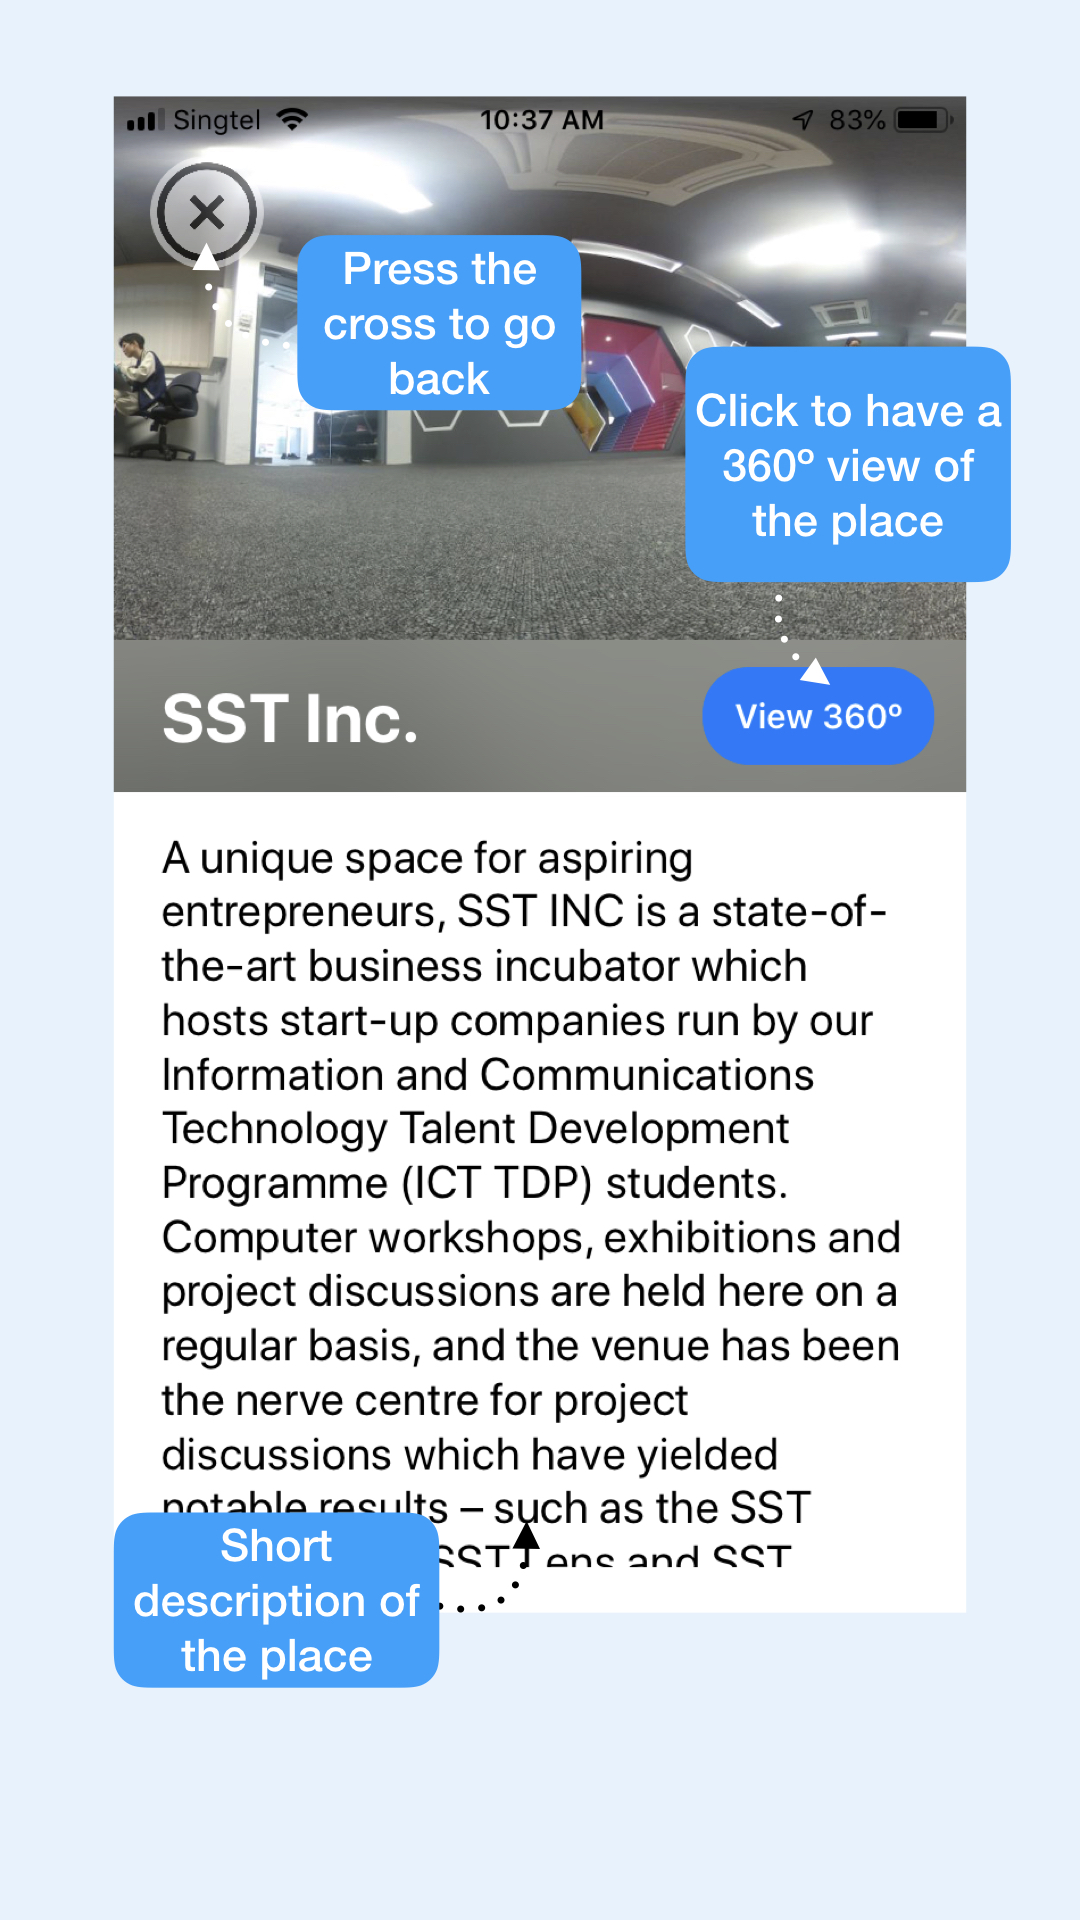 Singtel
10:37 AM
83%
Press the
cross to go
back
Click to have a
360º view of
the place
SST Inc.
View 360º
A unique space for aspiring
entrepreneurs, SST INC is a state-of-
the-art business incubator which
hosts start-up companies run by our
Information and Communications
Technology Talent Development
Programme (ICT TDP) students.
Computer workshops, exhibitions and
project discussions are held here on a
regular basis, and the venue has been
the nerve centre for project
discussions which have yielded
notable results – such as the SST
SST Lens and SST
Short
description of
the place